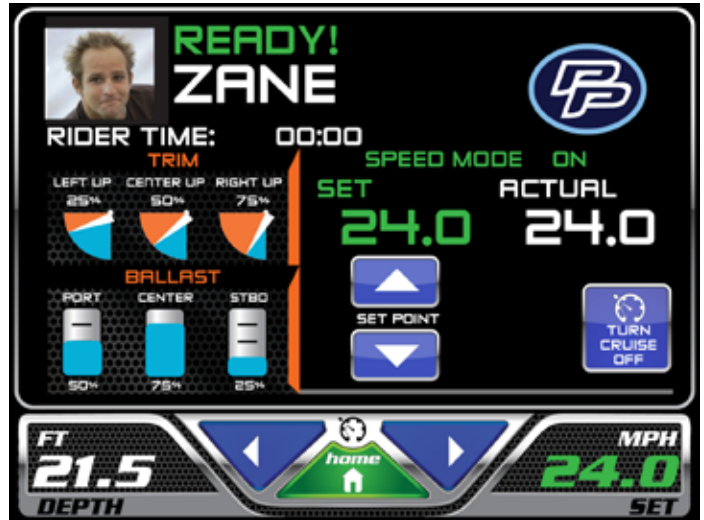 READY!
ZANE
PP
RIDER TIME: 00:00
TRIM
LEFT UP CENTER UP RIGHT UP
25% 50% 75%
BALLAST
PORT CENTER STBD
50% 75% 25%
SPEED MODE ON
SET ACTUAL
24.0 24.0
SET POINT
TURN
CRUISE
OFF
FT
21.5
DEPTH
home
MPH
24.0
SET